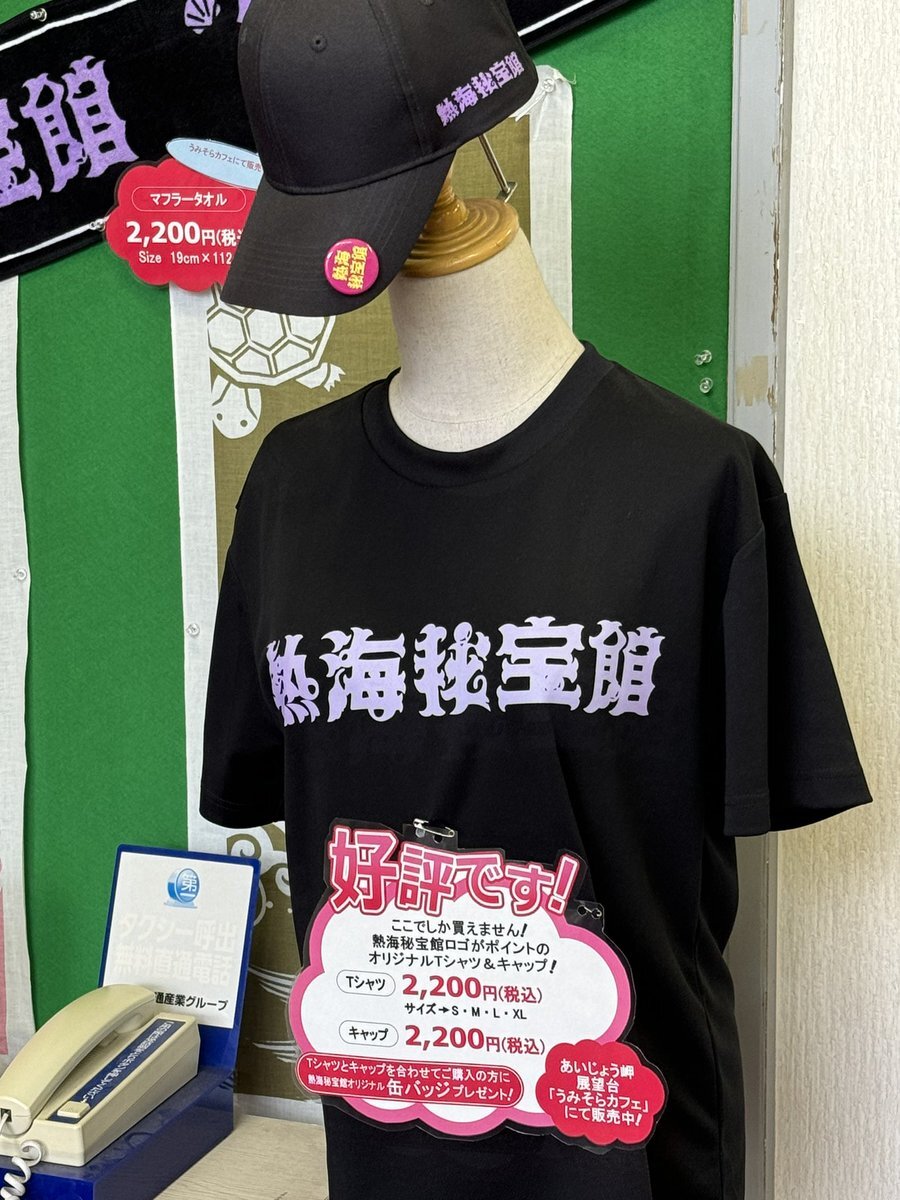 宝館
熱海秘宝館
うみそらカフェにて販売
マフラータオル
2,200円(税込
Size 19cm×112
熱海
秘宝館
熱海秘宝館
好評です!
ここでしか買えません!
熱海秘宝館ロゴがポイントの
オリジナルTシャツ&キャップ!
Tシャツ 2,200円(税込)
サイズ→S・M・L・XL
キャップ 2,200円(税込)
Tシャツとキャップを合わせてご購入の方に
熱海秘宝館オリジナル 缶バッジプレゼント!
あいじょう岬
展望台
「うみそらカフェ」
にて販売中!
第一
タクシー呼出
無料直通電話
通産業グループ